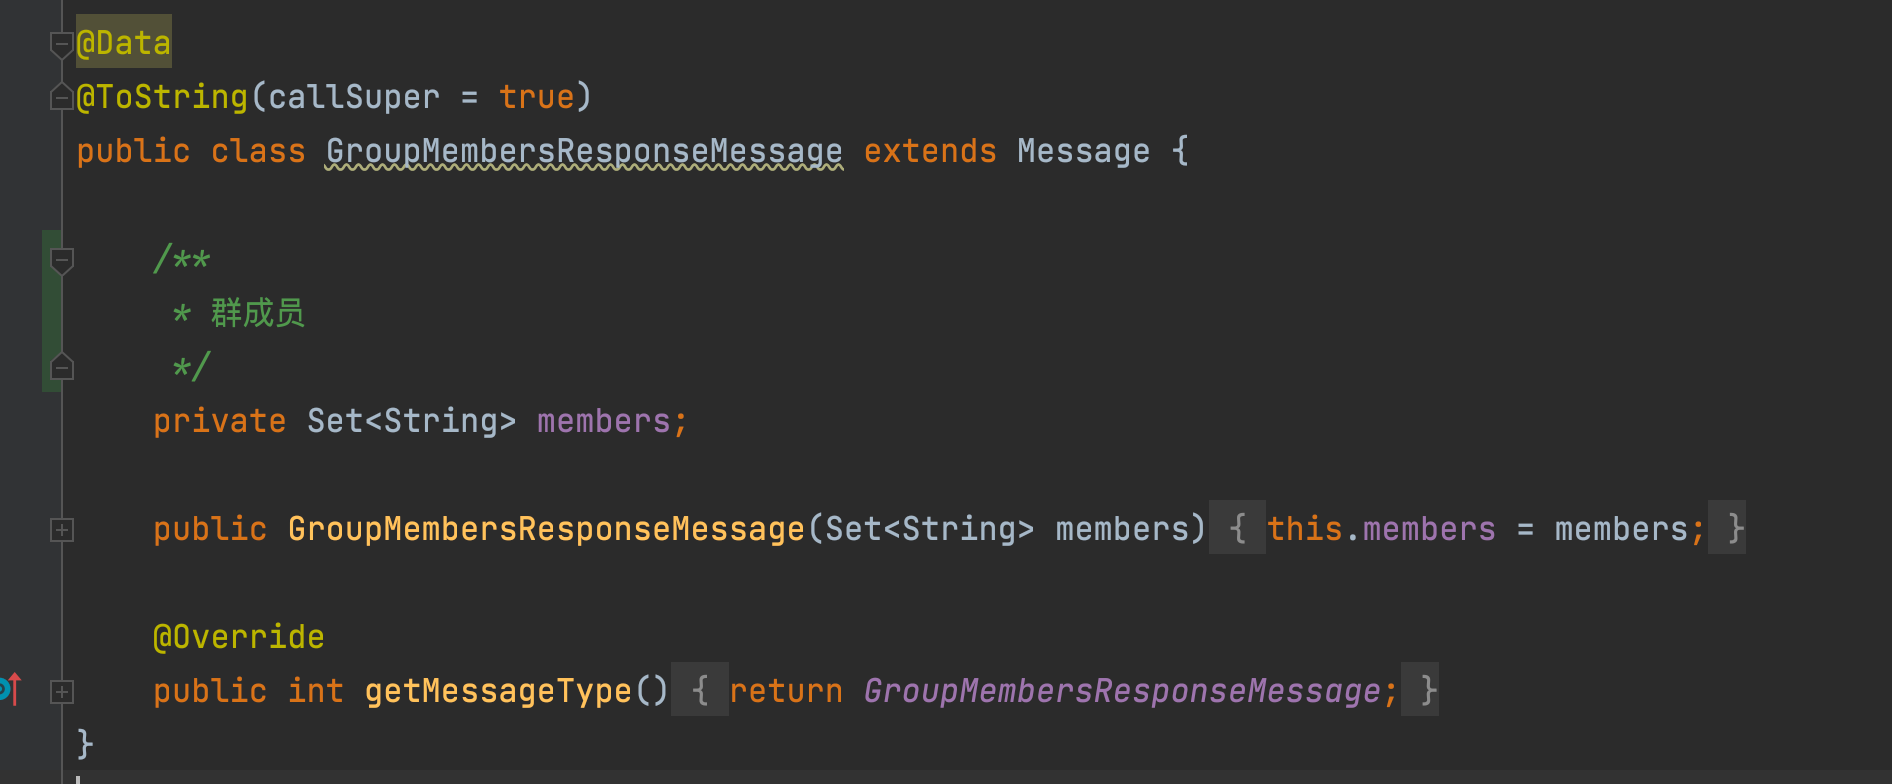 @Data
@ToString(callSuper = true)
public class GroupMembersResponseMessage extends Message {
/**
* 群成员
*/
private Set<String> members;
public GroupMembersResponseMessage(Set<String> members) { this.members = members; }
@Override
public int getMessageType() { return GroupMembersResponseMessage; }
}